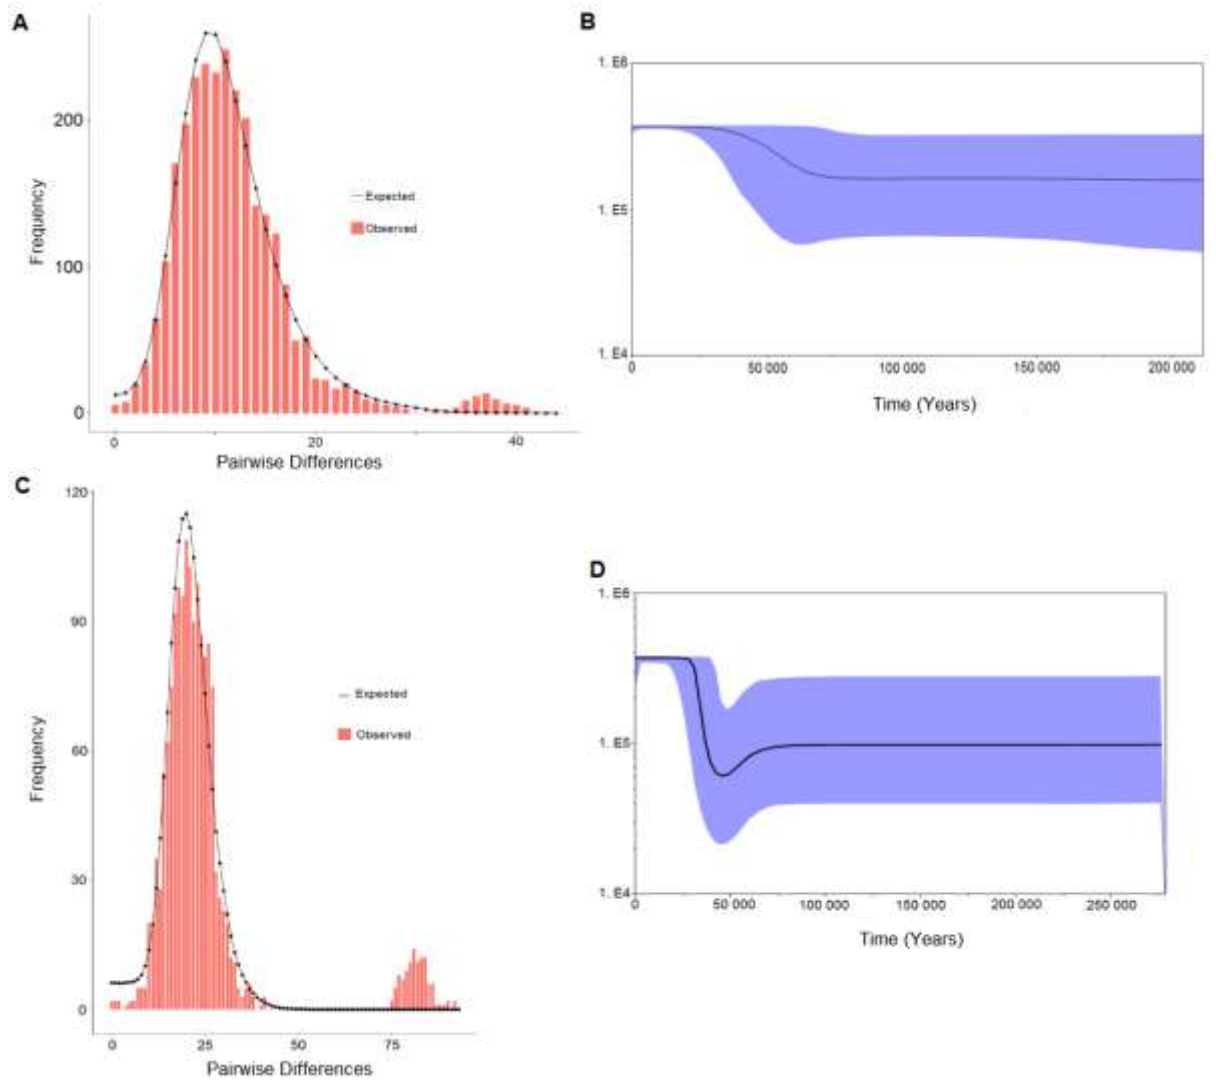 A
200
100
0
Frequency
Expected
Observed
0 20 40
Pairwise Differences
B
1. E6
1. E5
1. E4
0 50 000 100 000 150 000 200 000
Time (Years)
C
120
90
60
30
0
Frequency
Expected
Observed
0 25 50 75
Pairwise Differences
D
1. E6
1. E5
1. E4
0 50 000 100 000 150 000 200 000 250 000
Time (Years)